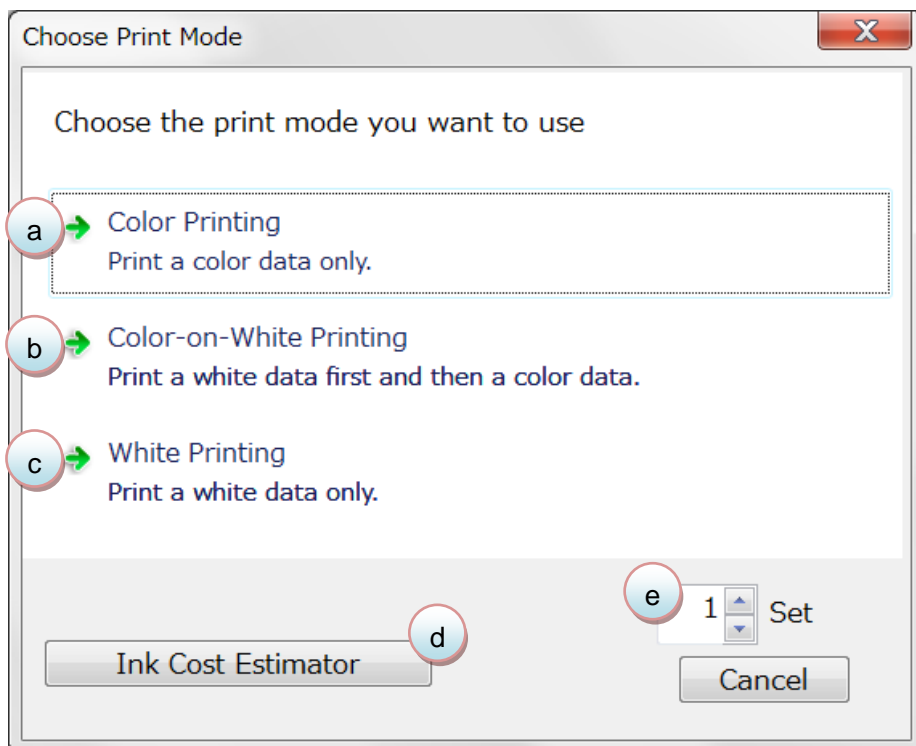 Choose Print Mode
X
Choose the print mode you want to use
a
Color Printing
Print a color data only.
b
Color-on-White Printing
Print a white data first and then a color data.
c
White Printing
Print a white data only.
e
1 Set
d
Ink Cost Estimator
Cancel